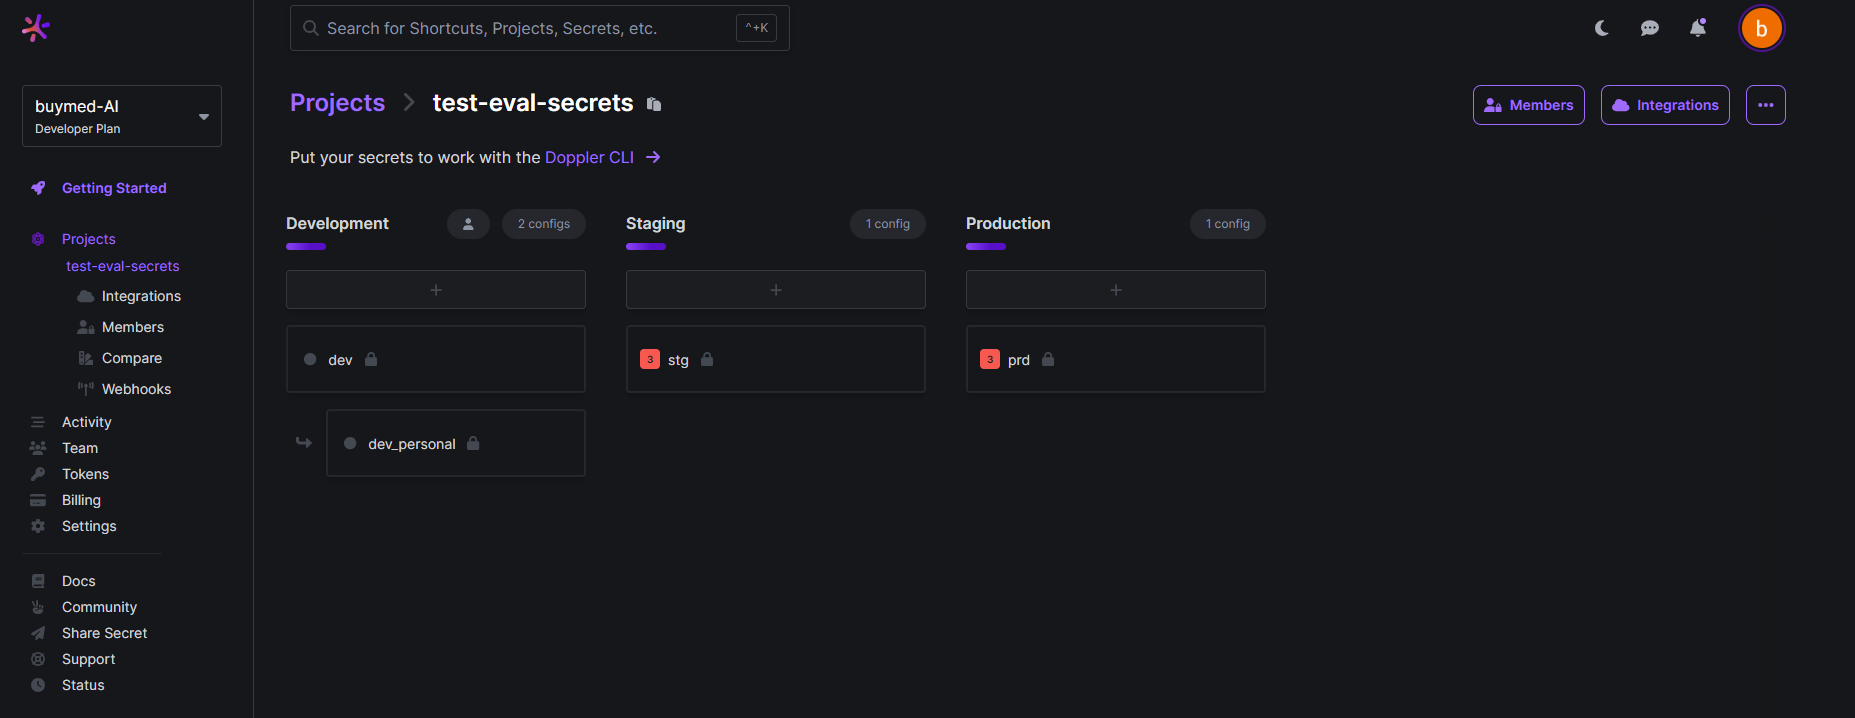 Search for Shortcuts, Projects, Secrets, etc.
^+K
b
buymed-AI
Developer Plan
Getting Started
Projects
test-eval-secrets
Integrations
Members
Compare
Webhooks
Activity
Team
Tokens
Billing
Settings
Docs
Community
Share Secret
Support
Status
Projects > test-eval-secrets
Members
Integrations
Put your secrets to work with the Doppler CLI →
Development
2 configs
+
dev
dev_personal
Staging
1 config
+
3 stg
Production
1 config
+
3 prd